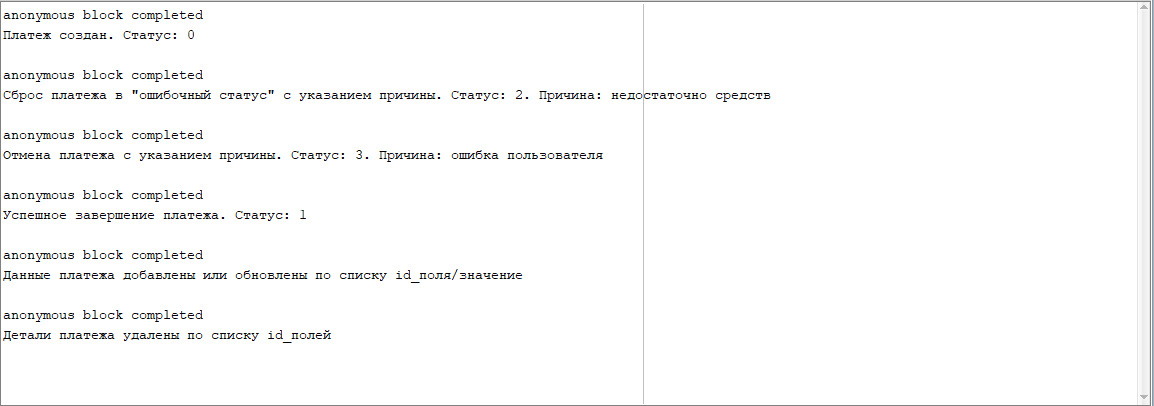 anonymous block completed
Платеж создан. Статус: 0
anonymous block completed
Сброс платежа в "ошибочный статус" с указанием причины. Статус: 2. Причина: недостаточно средств
anonymous block completed
Отмена платежа с указанием причины. Статус: 3. Причина: ошибка пользователя
anonymous block completed
Успешное завершение платежа. Статус: 1
anonymous block completed
Данные платежа добавлены или обновлены по списку id_поля/значение
anonymous block completed
Детали платежа удалены по списку id_полей